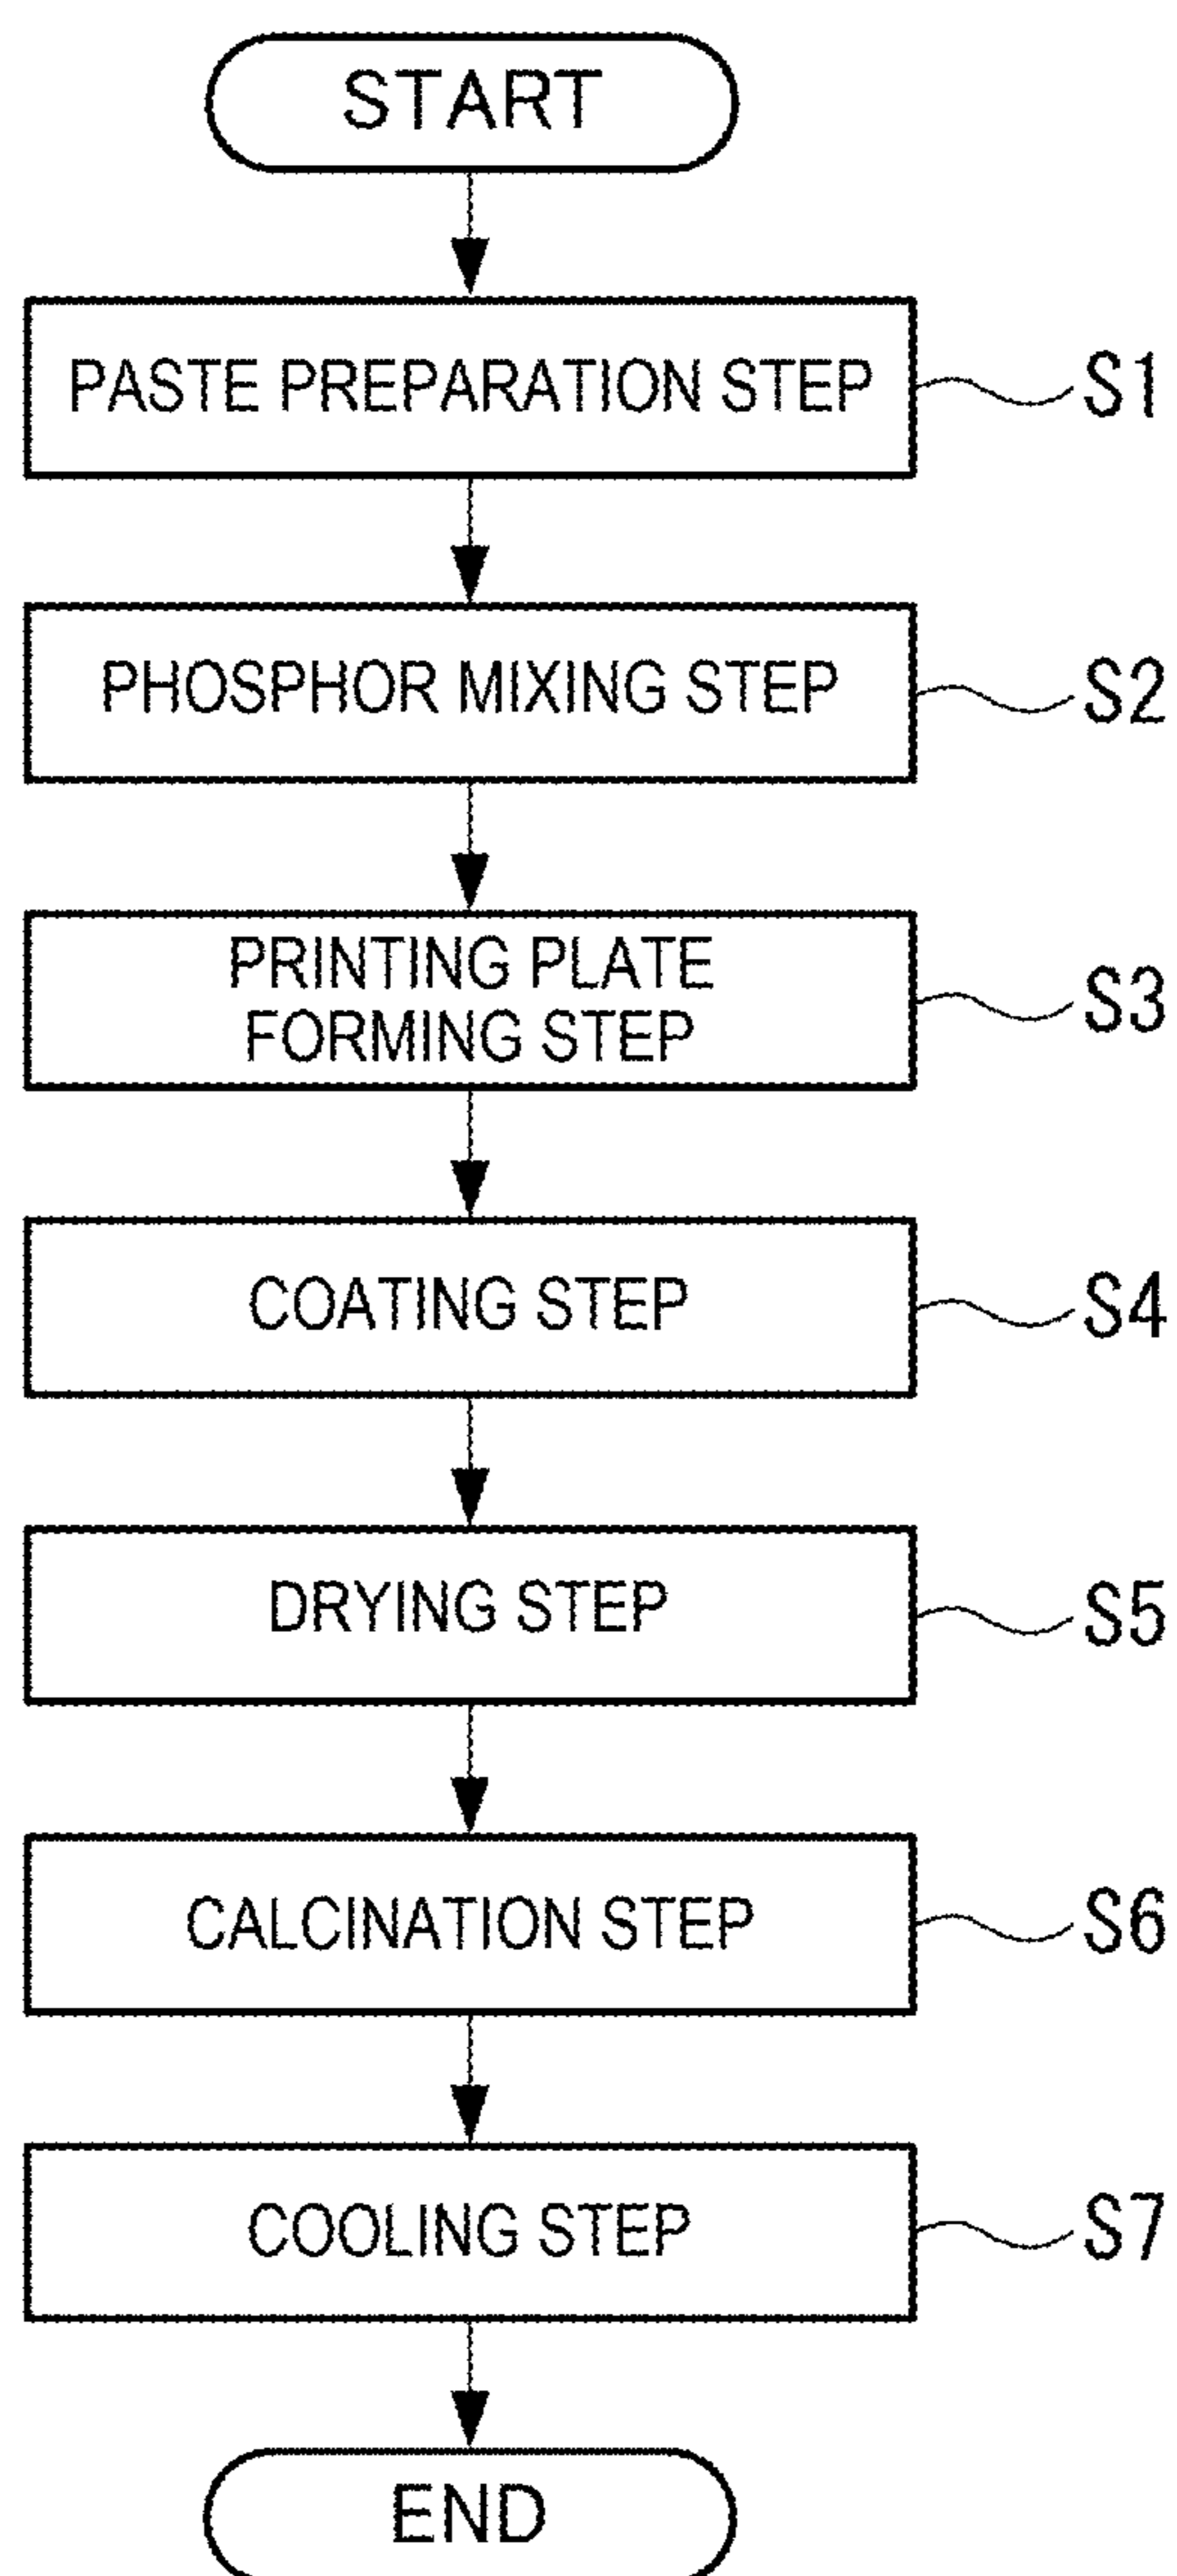 START
PASTE PREPARATION STEP
S1
PHOSPHOR MIXING STEP
S2
PRINTING PLATE
FORMING STEP
S3
COATING STEP
S4
DRYING STEP
S5
CALCINATION STEP
S6
COOLING STEP
S7
END